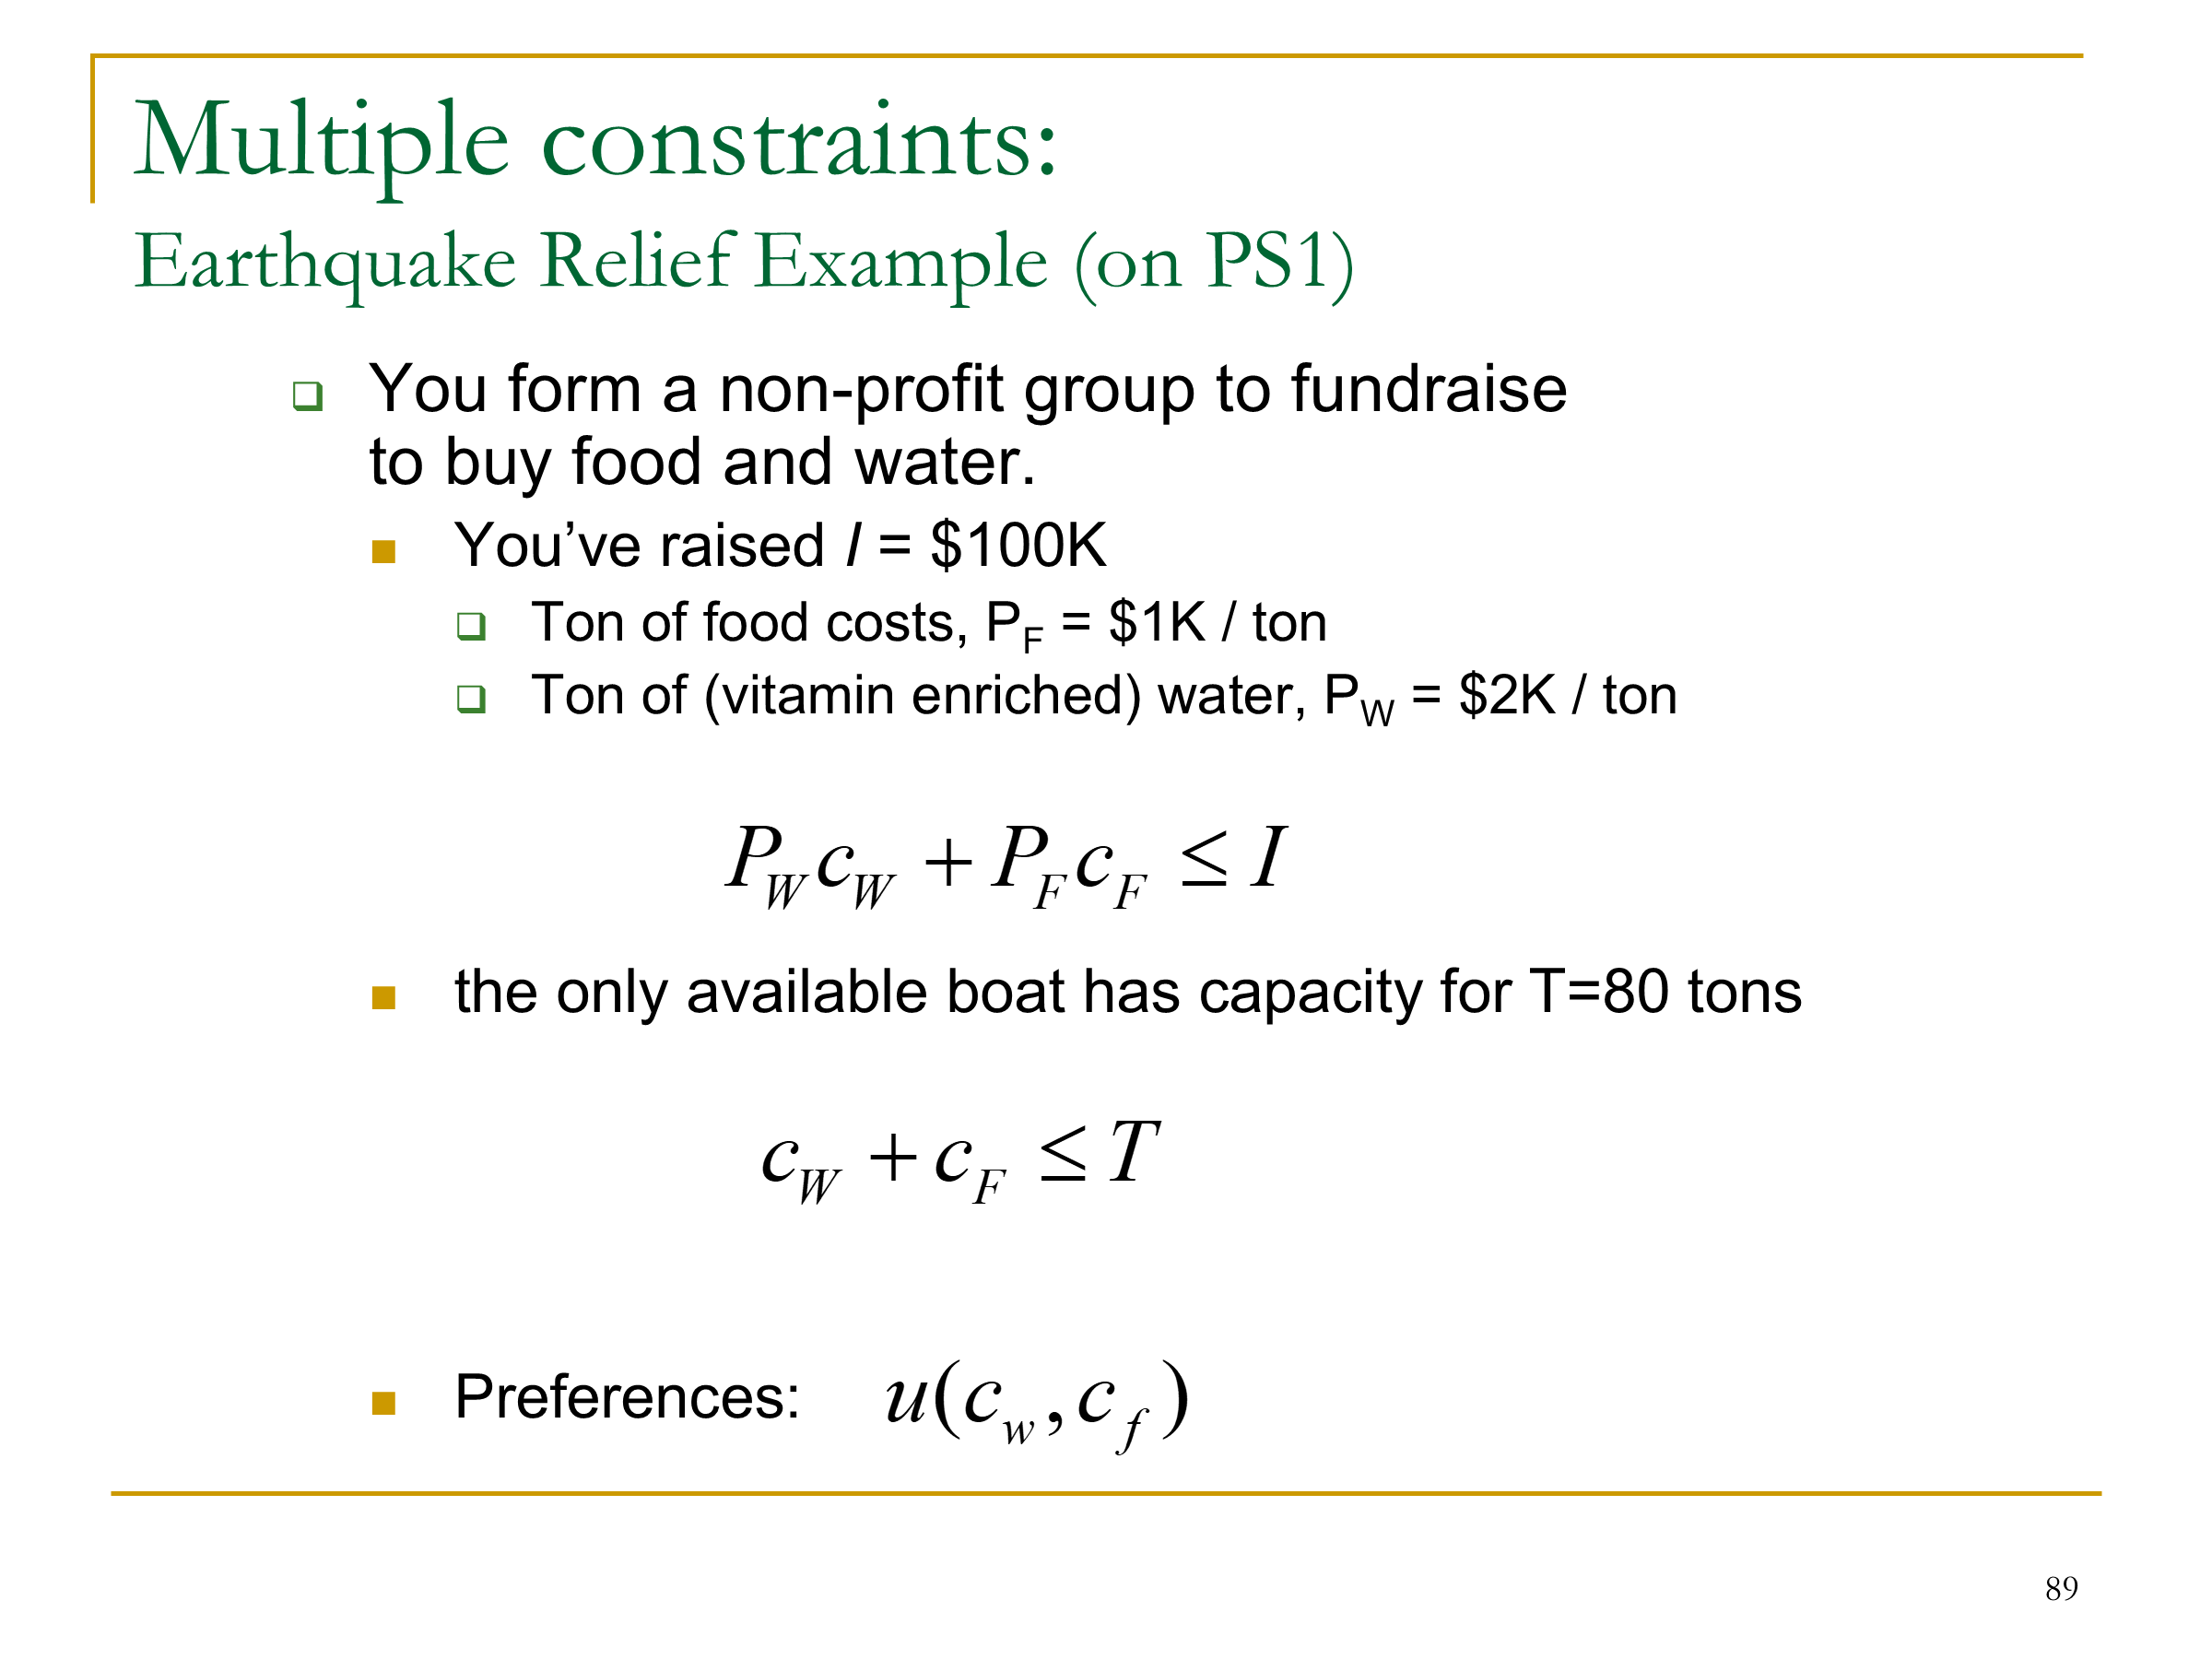 Multiple constraints:
Earthquake Relief Example (on PS1)
❑ You form a non-profit group to fundraise
to buy food and water.
■ You’ve raised I = $100K
❑ Ton of food costs, P_F = $1K / ton
❑ Ton of (vitamin enriched) water, P_W = $2K / ton
P_W c_W + P_F c_F ≤ I
■ the only available boat has capacity for T=80 tons
c_W + c_F ≤ T
■ Preferences: u(c_w, c_f)
89